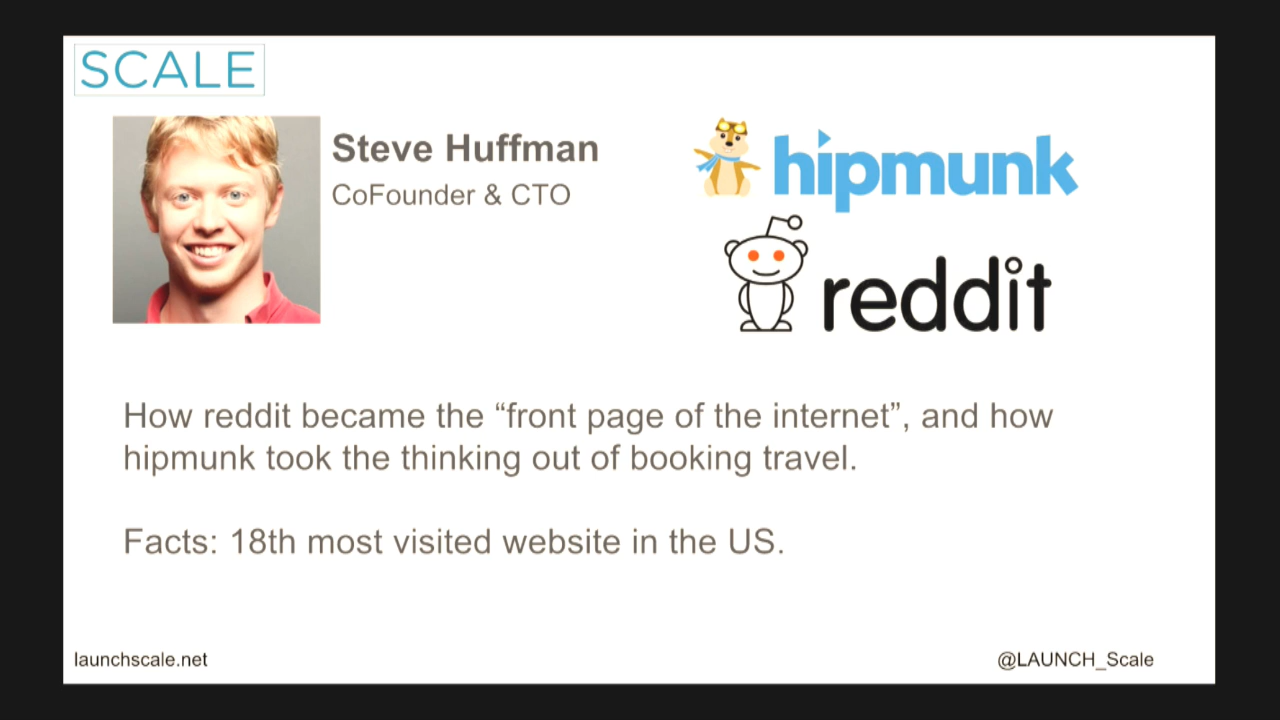 SCALE
Steve Huffman
CoFounder & CTO
hipmunk
reddit
How reddit became the “front page of the internet”, and how
hipmunk took the thinking out of booking travel.
Facts: 18th most visited website in the US.
launchscale.net
@LAUNCH_Scale